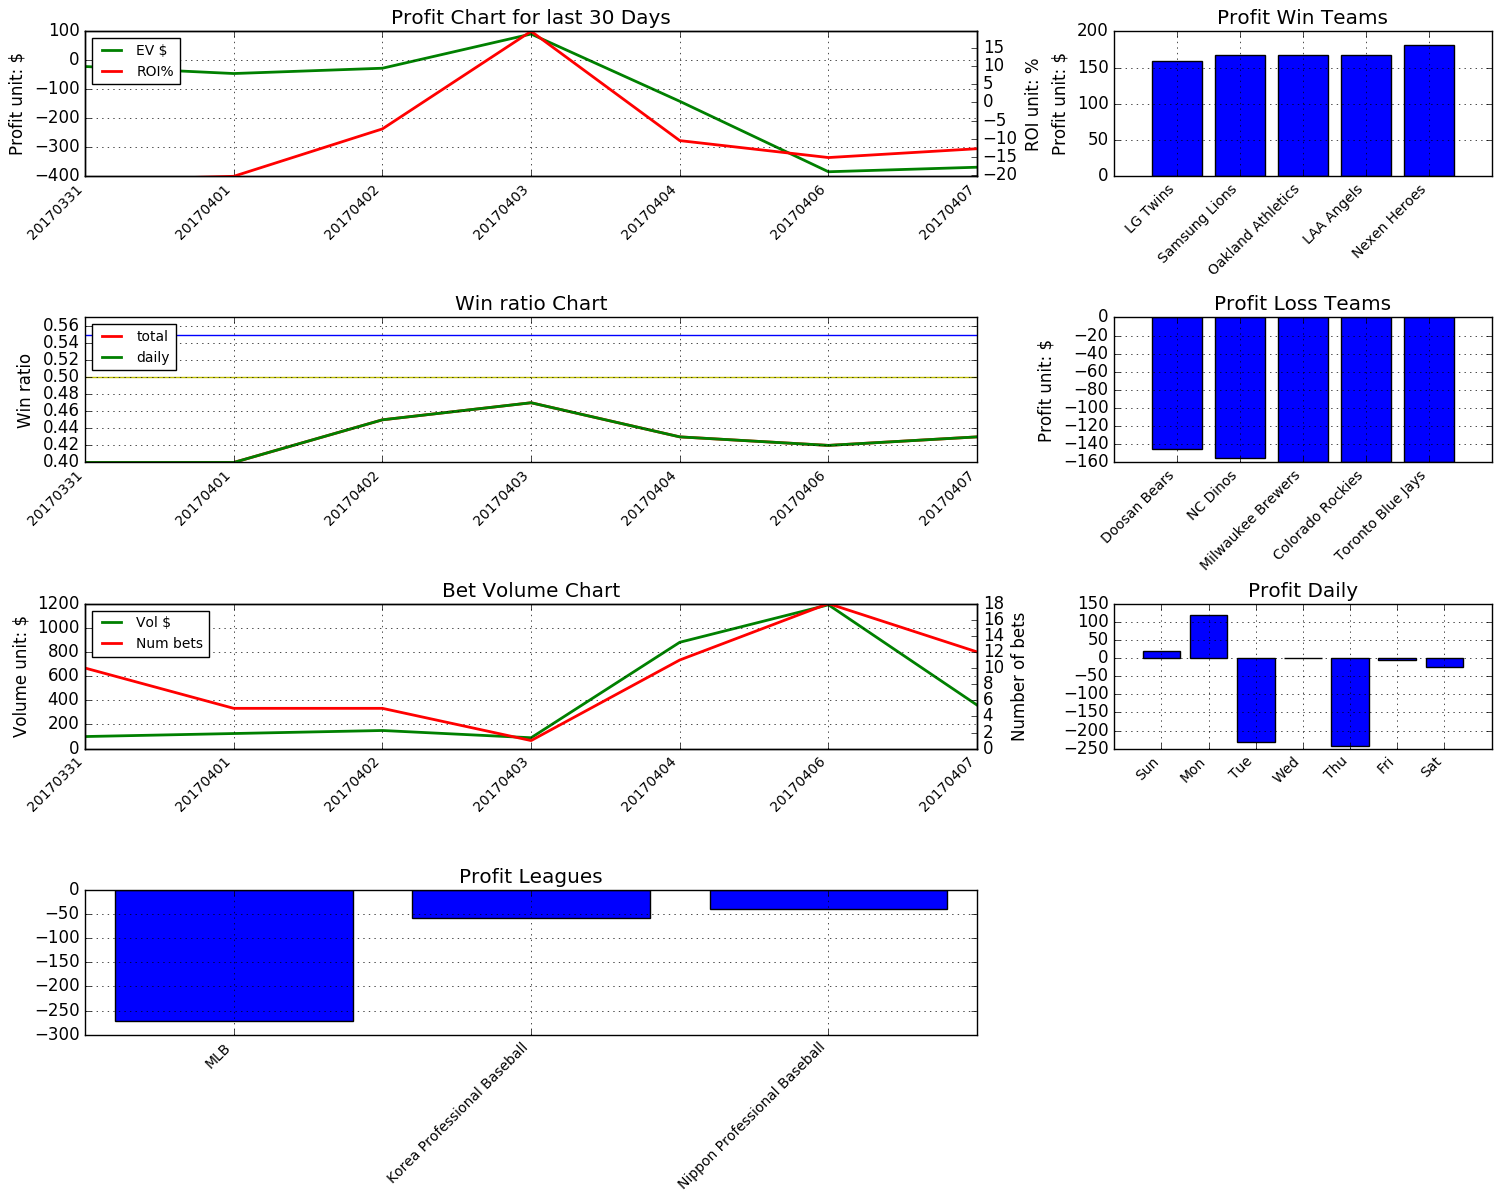 Profit Chart for last 30 Days
Profit unit: $
100
0
−100
−200
−300
−400
EV $
ROI%
15
10
5
0
−5
−10
−15
−20
ROI unit: %
20170331
20170401
20170402
20170403
20170404
20170406
20170407
Profit Win Teams
Profit unit: $
200
150
100
50
0
LG Twins
Samsung Lions
Oakland Athletics
LAA Angels
Nexen Heroes
Win ratio Chart
Win ratio
0.56
0.54
0.52
0.50
0.48
0.46
0.44
0.42
0.40
total
daily
20170331
20170401
20170402
20170403
20170404
20170406
20170407
Profit Loss Teams
Profit unit: $
0
−20
−40
−60
−80
−100
−120
−140
−160
Doosan Bears
NC Dinos
Milwaukee Brewers
Colorado Rockies
Toronto Blue Jays
Bet Volume Chart
Volume unit: $
1200
1000
800
600
400
200
0
Vol $
Num bets
18
16
14
12
10
8
6
4
2
0
Number of bets
20170331
20170401
20170402
20170403
20170404
20170406
20170407
Profit Daily
150
100
50
0
−50
−100
−150
−200
−250
Sun
Mon
Tue
Wed
Thu
Fri
Sat
Profit Leagues
0
−50
−100
−150
−200
−250
−300
MLB
Korea Professional Baseball
Nippon Professional Baseball